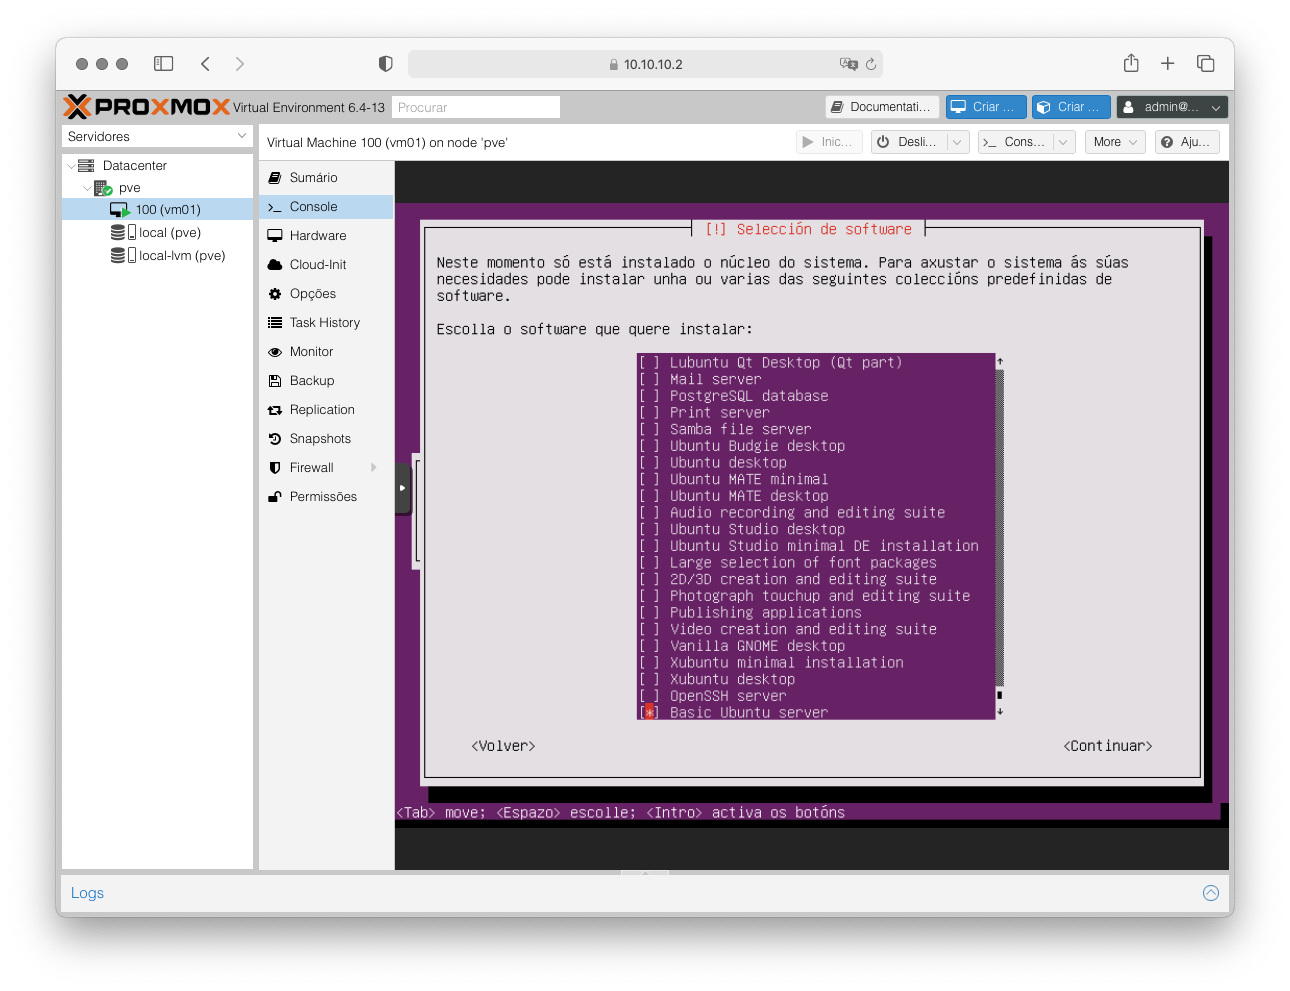 10.10.10.2
PROXMOX Virtual Environment 6.4-13 Procurar Documentati... Criar ... Criar ... admin@...
Servidores
Virtual Machine 100 (vm01) on node 'pve' Inic... Desli... Cons... More Aju...
Datacenter
pve
100 (vm01)
local (pve)
local-lvm (pve)
Sumário
Console
Hardware
Cloud-Init
Opções
Task History
Monitor
Backup
Replication
Snapshots
Firewall
Permissões
[!] Selección de software
Neste momento só está instalado o núcleo do sistema. Para axustar o sistema ás súas
necesidades pode instalar unha ou varias das seguintes coleccións predefinidas de
software.
Escolla o software que quere instalar:
[ ] Lubuntu Qt Desktop (Qt part)
[ ] Mail server
[ ] PostgreSQL database
[ ] Print server
[ ] Samba file server
[ ] Ubuntu Budgie desktop
[ ] Ubuntu desktop
[ ] Ubuntu MATE minimal
[ ] Ubuntu MATE desktop
[ ] Audio recording and editing suite
[ ] Ubuntu Studio desktop
[ ] Ubuntu Studio minimal DE installation
[ ] Large selection of font packages
[ ] 2D/3D creation and editing suite
[ ] Photograph touchup and editing suite
[ ] Publishing applications
[ ] Video creation and editing suite
[ ] Vanilla GNOME desktop
[ ] Xubuntu minimal installation
[ ] Xubuntu desktop
[ ] OpenSSH server
[*] Basic Ubuntu server
<Volver> <Continuar>
<Tab> move; <Espazo> escolle; <Intro> activa os botóns
Logs